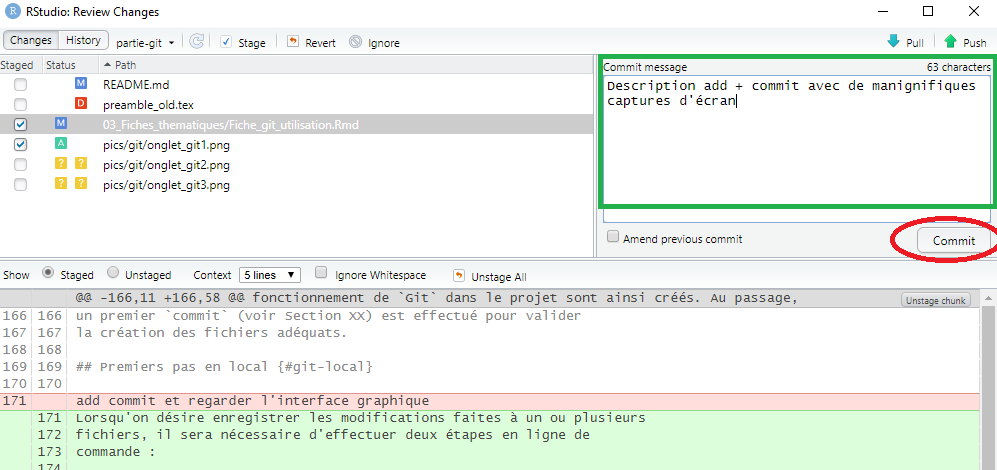 RStudio: Review Changes
Changes History partie-git Stage Revert Ignore Pull Push
Staged Status Path
M README.md
D preamble_old.tex
M 03_Fiches_thematiques/Fiche_git_utilisation.Rmd
A pics/git/onglet_git1.png
? ? pics/git/onglet_git2.png
? ? pics/git/onglet_git3.png
Commit message 63 characters
Description add + commit avec de manignifiques
captures d'écran
Amend previous commit Commit
Show Staged Unstaged Context 5 lines Ignore Whitespace Unstage All
@@ -166,11 +166,58 @@ fonctionnement de `Git` dans le projet sont ainsi créés. Au passage, Unstage chunk
166 166 un premier `commit` (voir Section XX) est effectué pour valider
167 167 la création des fichiers adéquats.
168 168
169 169 ## Premiers pas en local {#git-local}
170 170
171 add commit et regarder l'interface graphique
171 Lorsqu'on désire enregistrer les modifications faites à un ou plusieurs
172 fichiers, il sera nécessaire d'effectuer deux étapes en ligne de
173 commande :
174